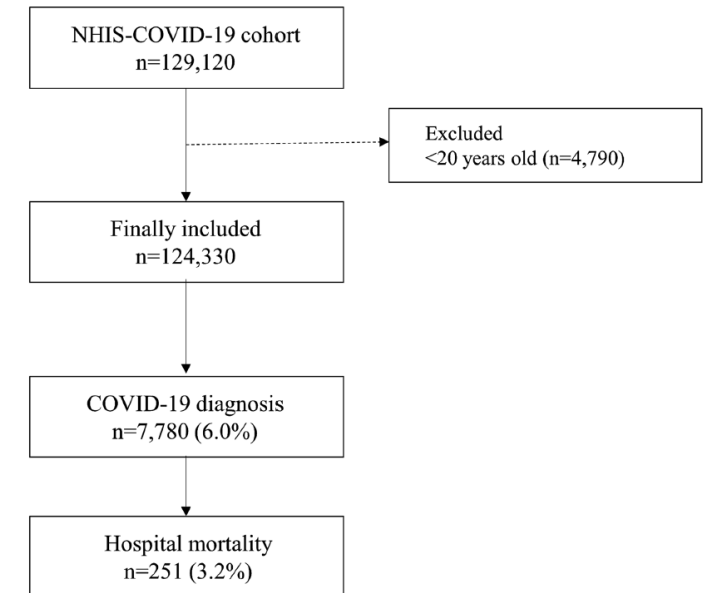 NHIS-COVID-19 cohort
n=129,120
Excluded
<20 years old (n=4,790)
Finally included
n=124,330
COVID-19 diagnosis
n=7,780 (6.0%)
Hospital mortality
n=251 (3.2%)